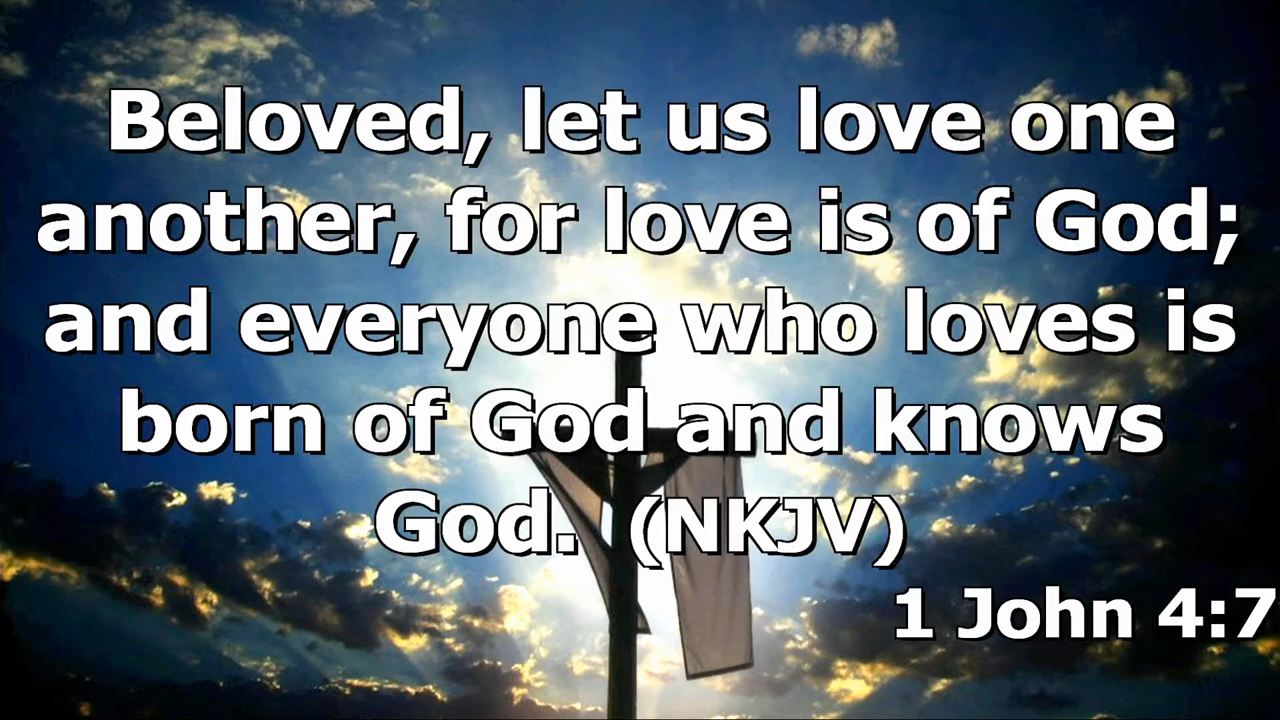 Beloved, let us love one
another, for love is of God;
and everyone who loves is
born of God and knows
God. (NKJV)
1 John 4:7